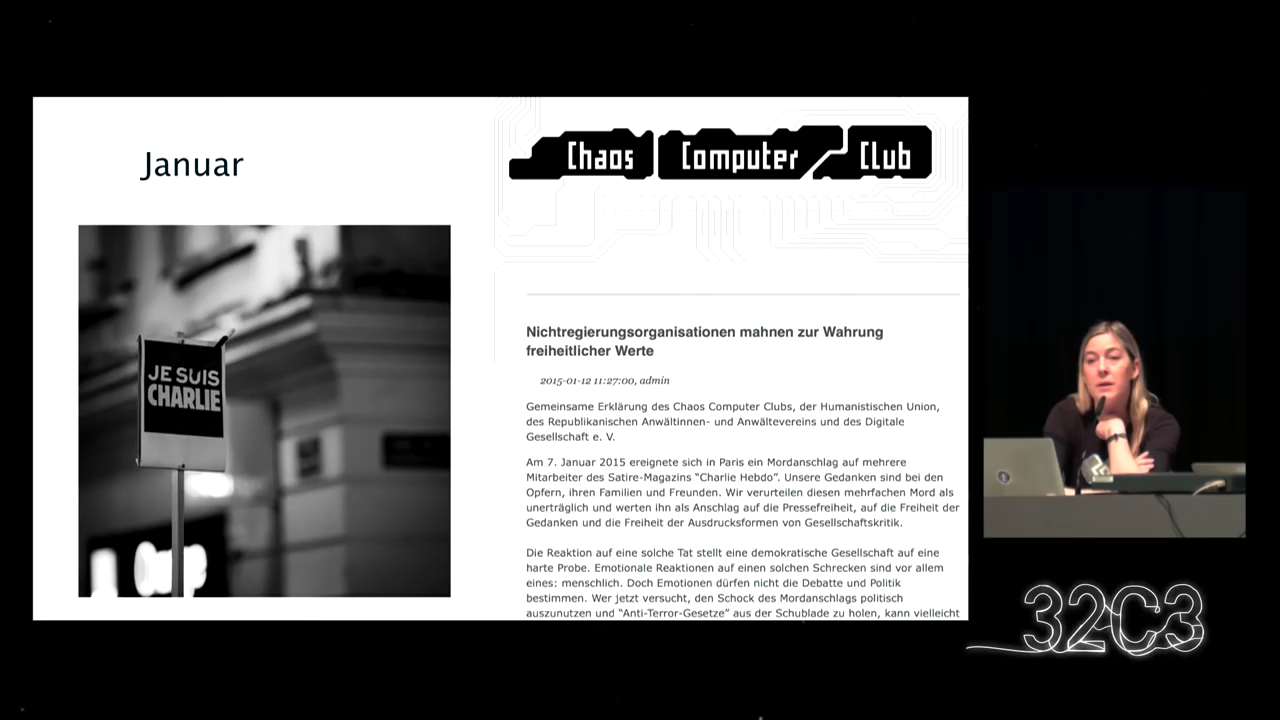 Januar
JE SUIS
CHARLIE
Chaos Computer Club
Nichtregierungsorganisationen mahnen zur Wahrung
freiheitlicher Werte
2015-01-12 11:27:00, admin
Gemeinsame Erklärung des Chaos Computer Clubs, der Humanistischen Union,
des Republikanischen Anwältinnen- und Anwältevereins und des Digitale
Gesellschaft e. V.
Am 7. Januar 2015 ereignete sich in Paris ein Mordanschlag auf mehrere
Mitarbeiter des Satire-Magazins “Charlie Hebdo”. Unsere Gedanken sind bei den
Opfern, ihren Familien und Freunden. Wir verurteilen diesen mehrfachen Mord als
unerträglich und werten ihn als Anschlag auf die Pressefreiheit, auf die Freiheit der
Gedanken und die Freiheit der Ausdrucksformen von Gesellschaftskritik.
Die Reaktion auf eine solche Tat stellt eine demokratische Gesellschaft auf eine
harte Probe. Emotionale Reaktionen auf einen solchen Schrecken sind vor allem
eines: menschlich. Doch Emotionen dürfen nicht die Debatte und Politik
bestimmen. Wer jetzt versucht, den Schock des Mordanschlags politisch
auszunutzen und “Anti-Terror-Gesetze” aus der Schublade zu holen, kann vielleicht
32C3